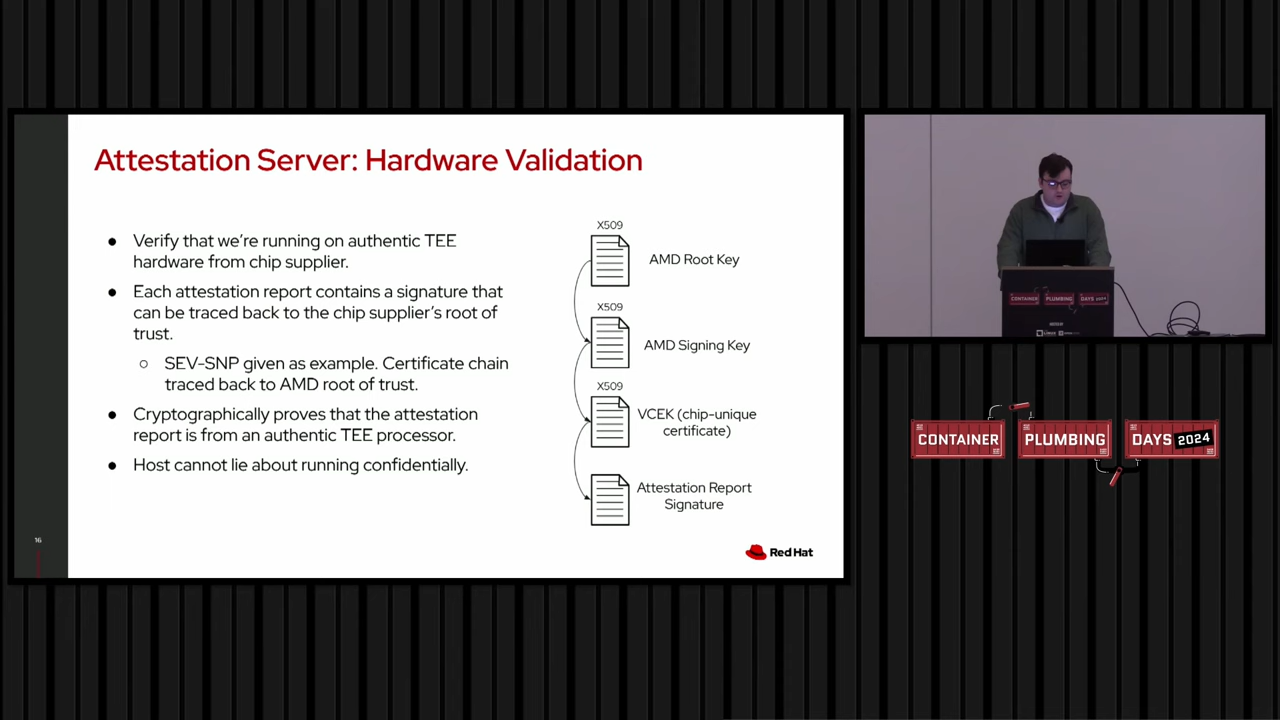 Attestation Server: Hardware Validation
● Verify that we're running on authentic TEE
hardware from chip supplier.
● Each attestation report contains a signature that
can be traced back to the chip supplier's root of
trust.
○ SEV-SNP given as example. Certificate chain
traced back to AMD root of trust.
● Cryptographically proves that the attestation
report is from an authentic TEE processor.
● Host cannot lie about running confidentially.
X509
AMD Root Key
X509
AMD Signing Key
X509
VCEK (chip-unique
certificate)
Attestation Report
Signature
16
Red Hat
CONTAINER PLUMBING DAYS 2024
CONTAINER PLUMBING DAYS 2024